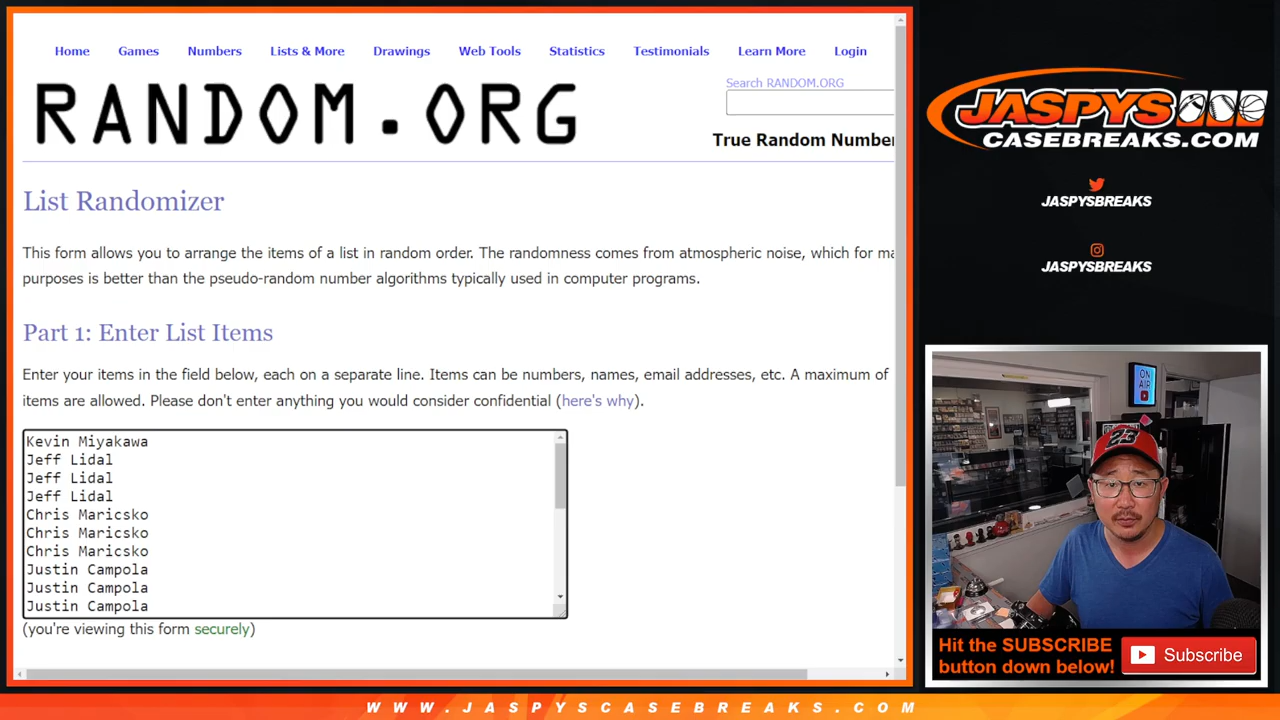 Home Games Numbers Lists & More Drawings Web Tools Statistics Testimonials Learn More Login
RANDOM.ORG
Search RANDOM.ORG
True Random Number
List Randomizer
This form allows you to arrange the items of a list in random order. The randomness comes from atmospheric noise, which for ma
purposes is better than the pseudo-random number algorithms typically used in computer programs.
Part 1: Enter List Items
Enter your items in the field below, each on a separate line. Items can be numbers, names, email addresses, etc. A maximum of
items are allowed. Please don't enter anything you would consider confidential (here's why).
Kevin Miyakawa
Jeff Lidal
Jeff Lidal
Jeff Lidal
Chris Maricsko
Chris Maricsko
Chris Maricsko
Justin Campola
Justin Campola
Justin Campola
(you're viewing this form securely)
JASPYS
CASEBREAKS.COM
JASPYSBREAKS
JASPYSBREAKS
ON
AIR
23
Hit the SUBSCRIBE
button down below!
Subscribe
WWW.JASPYSCASEBREAKS.COM